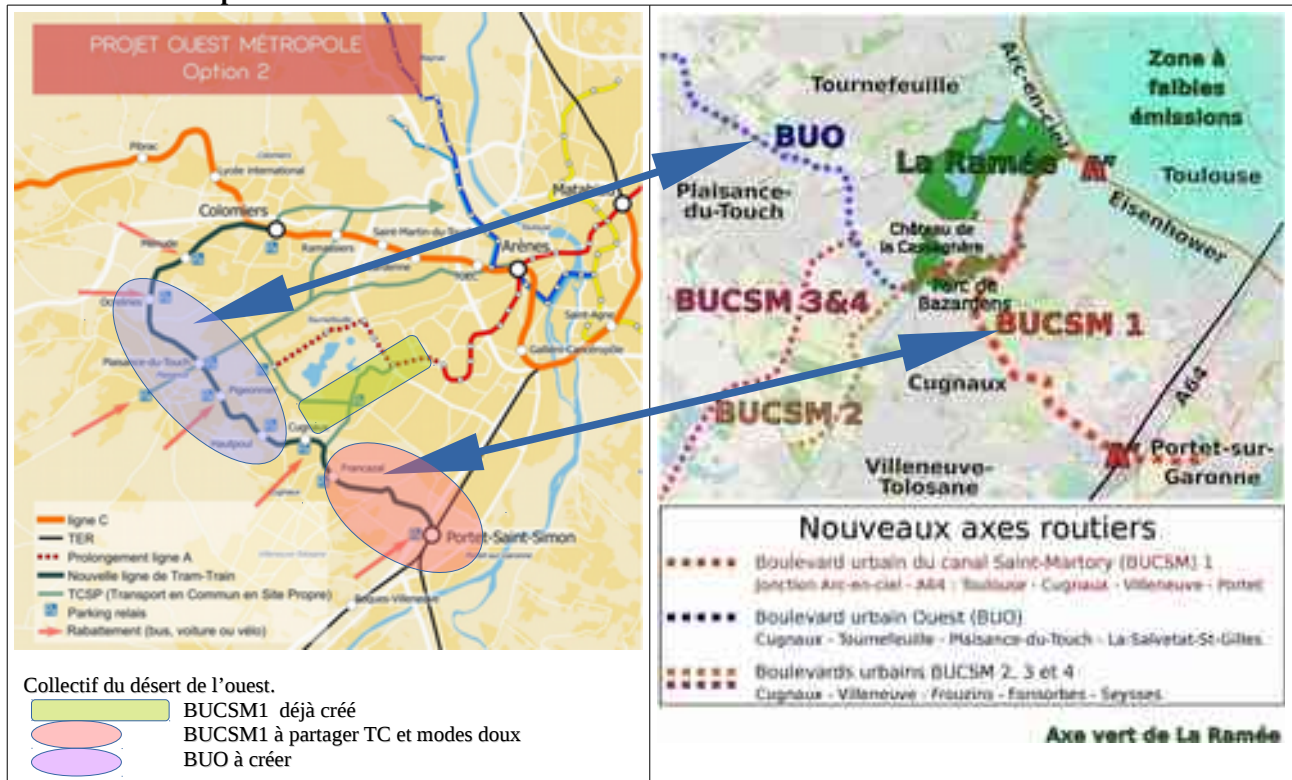 PROJET OUEST MÉTROPOLE
Option 2
Pibrac
Lycée international
Colomiers
Colomiers
Ramassiers
Saint-Martin-du-Touch
Matabiau
Arènes
Toulouse
Saint-Agne
Gallieni-Cancéropôle
Plaisance-du-Touch
Pigeonnier
Hautpoul
Cugnaux
Cugnaux
Francazal
Portet-Saint-Simon
Roques-Villeneuve
ligne C
TER
Prolongement ligne A
Nouvelle ligne de Tram-Train
TCSP (Transport en Commun en Site Propre)
Parking relais
Rabattement (bus, voiture ou vélo)
Collectif du désert de l’ouest.
BUCSM1 déjà créé
BUCSM1 à partager TC et modes doux
BUO à créer
Arc-en-ciel
Zone à
faibles
émissions
Tournefeuille
BUO
La Ramée
Toulouse
Plaisance-
du-Touch
Eisenhower
Château de
la Cassagnère
Parc de
Bazardens
BUCSM 3&4
BUCSM 1
Cugnaux
A64
BUCSM 2
Villeneuve-
Tolosane
Portet-sur-
Garonne
Nouveaux axes routiers
Boulevard urbain du canal Saint-Martory (BUCSM) 1
Jonction Arc-en-ciel - A64 : Toulouse - Cugnaux - Villeneuve - Portet
Boulevard urbain Ouest (BUO)
Cugnaux - Tournefeuille - Plaisance-du-Touch - La-Salvetat-St-Gilles
Boulevards urbains BUCSM 2, 3 et 4
Cugnaux - Villeneuve - Frouzins - Fonsorbes - Seysses
Axe vert de La Ramée